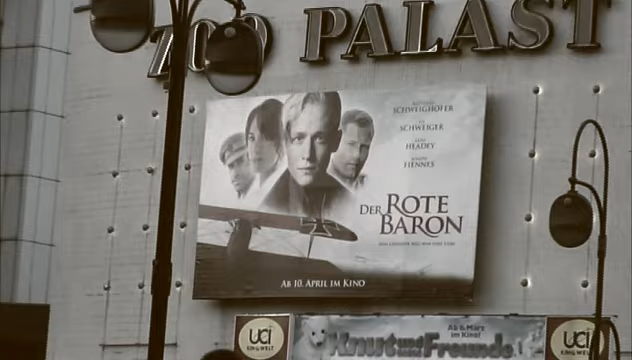 ZOO PALAST
SCHWEIGHÖFER
SCHWEIGER
HEADEY
FIENNES
DER ROTE
BARON
AB 10. APRIL IM KINO
uci
KINOWELT
Knut und seine Freunde
Ab 6. März
im Kino!
uci
KINOWELT